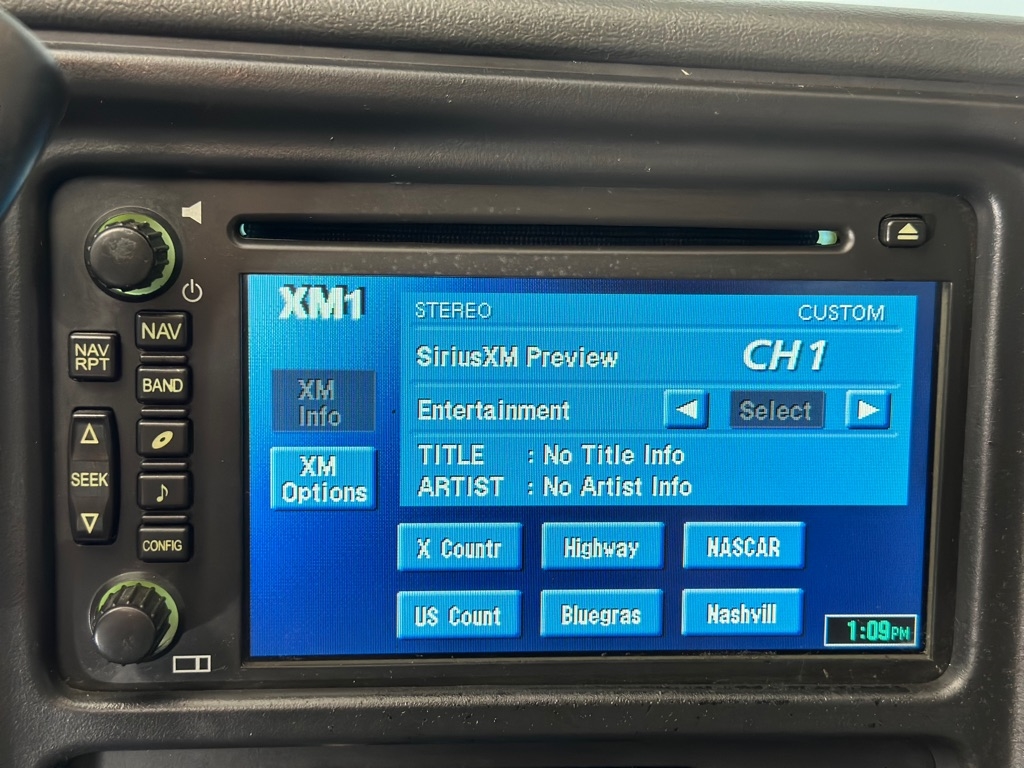 XM1
STEREO CUSTOM
SiriusXM Preview CH 1
XM
Info
Entertainment Select
XM
Options
TITLE : No Title Info
ARTIST : No Artist Info
X Countr Highway NASCAR
US Count Bluegras Nashvill
1:09PM
NAV
NAV
RPT
BAND
SEEK
CONFIG